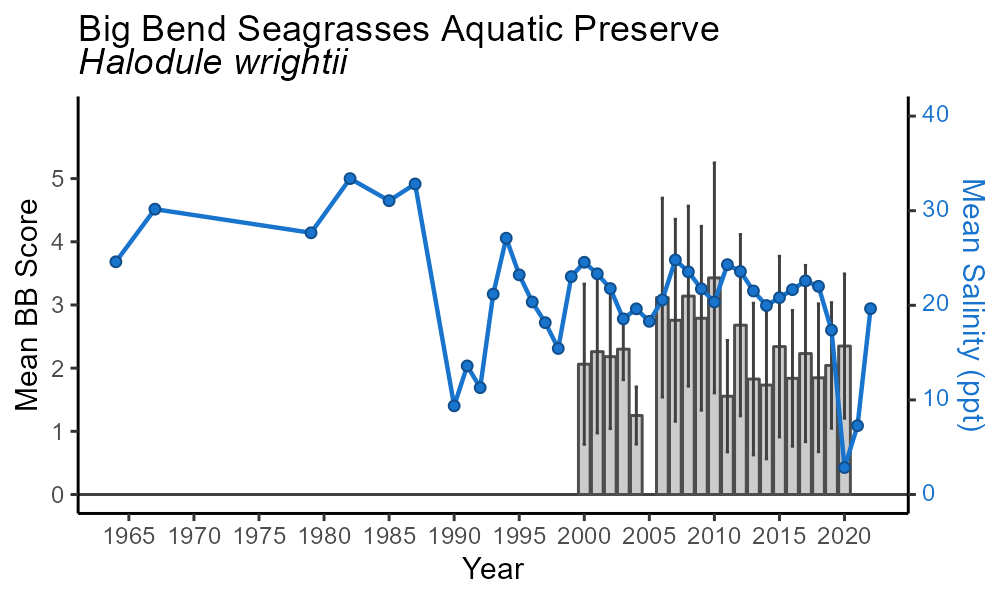 Big Bend Seagrasses Aquatic Preserve
Halodule wrightii
Mean BB Score
5
4
3
2
1
0
40
30
20
10
0
Mean Salinity (ppt)
1965 1970 1975 1980 1985 1990 1995 2000 2005 2010 2015 2020
Year